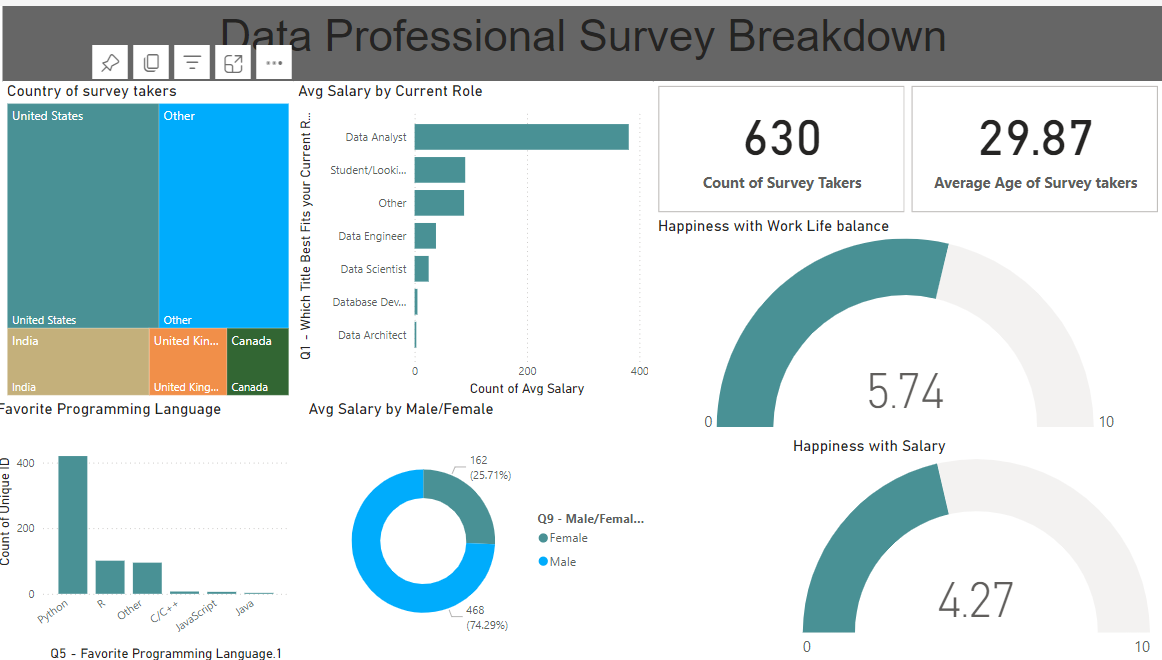 Data Professional Survey Breakdown
Country of survey takers
United States
Other
United States
Other
India
United Kin...
Canada
India
United King...
Canada
Avg Salary by Current Role
Q1 - Which Title Best Fits your Current R...
Data Analyst
Student/Looki...
Other
Data Engineer
Data Scientist
Database Dev...
Data Architect
0
200
400
Count of Avg Salary
630
Count of Survey Takers
29.87
Average Age of Survey takers
Happiness with Work Life balance
5.74
0
10
Favorite Programming Language
Count of Unique ID
400
200
0
Python
R
Other
C/C++
JavaScript
Java
Q5 - Favorite Programming Language.1
Avg Salary by Male/Female
162
(25.71%)
468
(74.29%)
Q9 - Male/Femal...
Female
Male
Happiness with Salary
4.27
0
10